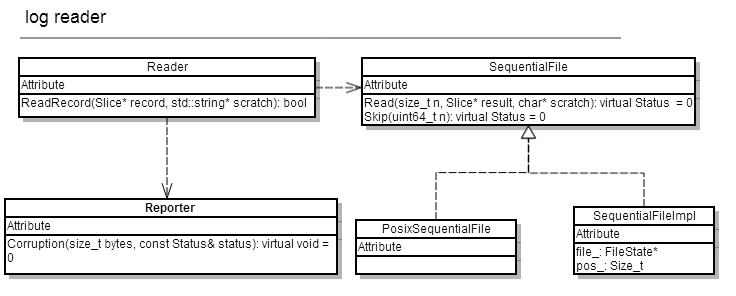 log reader
Reader
Attribute
ReadRecord(Slice* record, std::string* scratch): bool
SequentialFile
Attribute
Read(size_t n, Slice* result, char* scratch): virtual Status = 0
Skip(uint64_t n): virtual Status = 0
Reporter
Attribute
Corruption(size_t bytes, const Status& status): virtual void =
0
PosixSequentialFile
Attribute
SequentialFileImpl
Attribute
file_: FileState*
pos_: Size_t